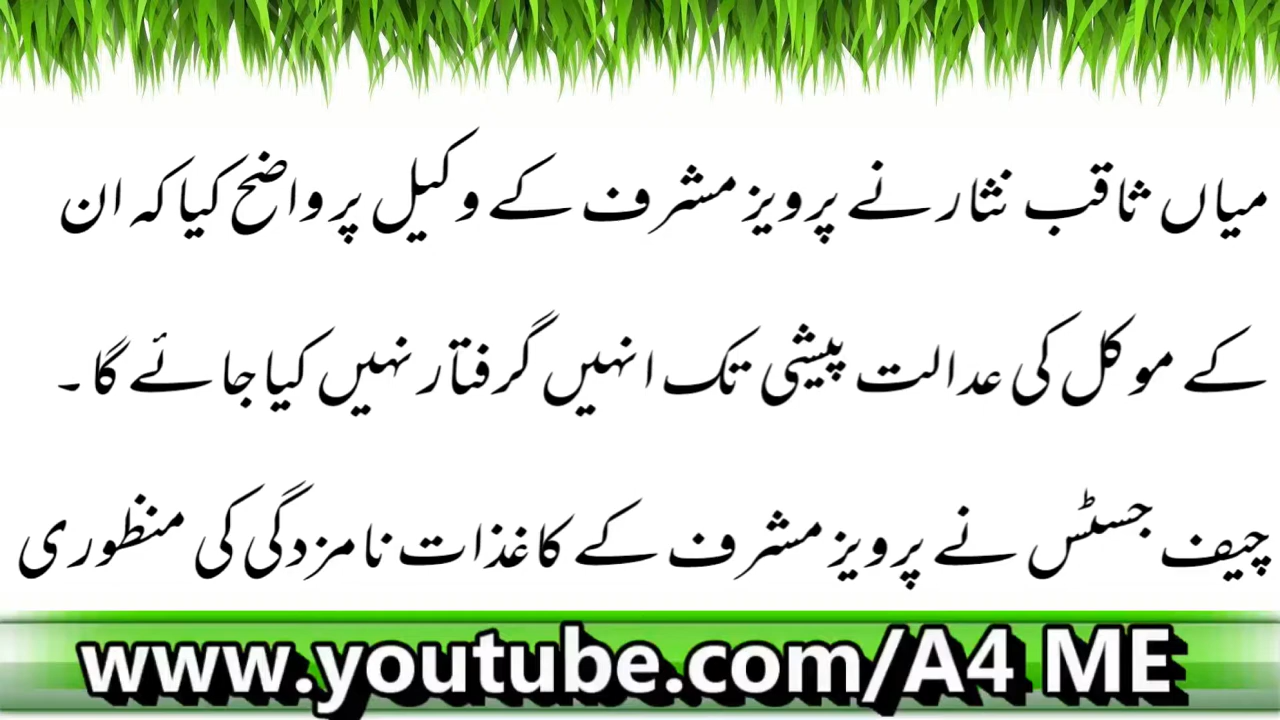 میاں ثاقب نثار نے پرویز مشرف کے وکیل پر واضح کیا کہ ان
کے موکل کی عدالت پیشی تک انہیں گرفتار نہیں کیا جائے گا۔
چیف جسٹس نے پرویز مشرف کے کاغذات نامزدگی کی منظوری
www.youtube.com/A4 ME